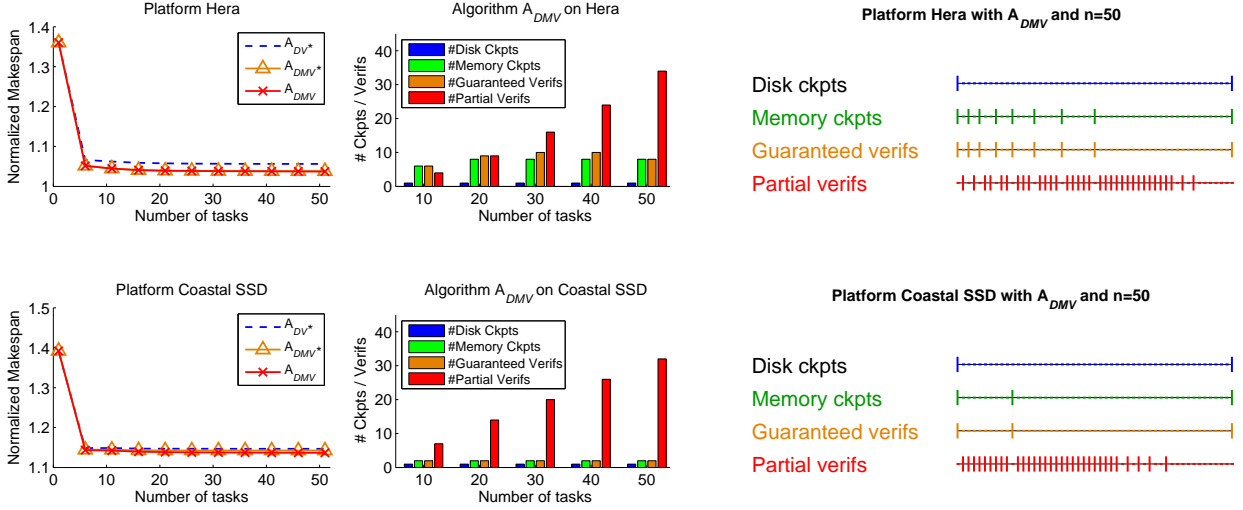 Platform Hera
1.4
1.3
1.2
1.1
1
Normalized Makespan
A_DV*
A_DMV*
A_DMV
0 10 20 30 40 50
Number of tasks
Algorithm A_DMV on Hera
#Disk Ckpts
#Memory Ckpts
#Guaranteed Verifs
#Partial Verifs
40
20
0
# Ckpts / Verifs
10 20 30 40 50
Number of tasks
Platform Hera with A_DMV and n=50
Disk ckpts
Memory ckpts
Guaranteed verifs
Partial verifs
Platform Coastal SSD
1.5
1.4
1.3
1.2
1.1
Normalized Makespan
A_DV*
A_DMV*
A_DMV
0 10 20 30 40 50
Number of tasks
Algorithm A_DMV on Coastal SSD
#Disk Ckpts
#Memory Ckpts
#Guaranteed Verifs
#Partial Verifs
40
20
0
# Ckpts / Verifs
10 20 30 40 50
Number of tasks
Platform Coastal SSD with A_DMV and n=50
Disk ckpts
Memory ckpts
Guaranteed verifs
Partial verifs